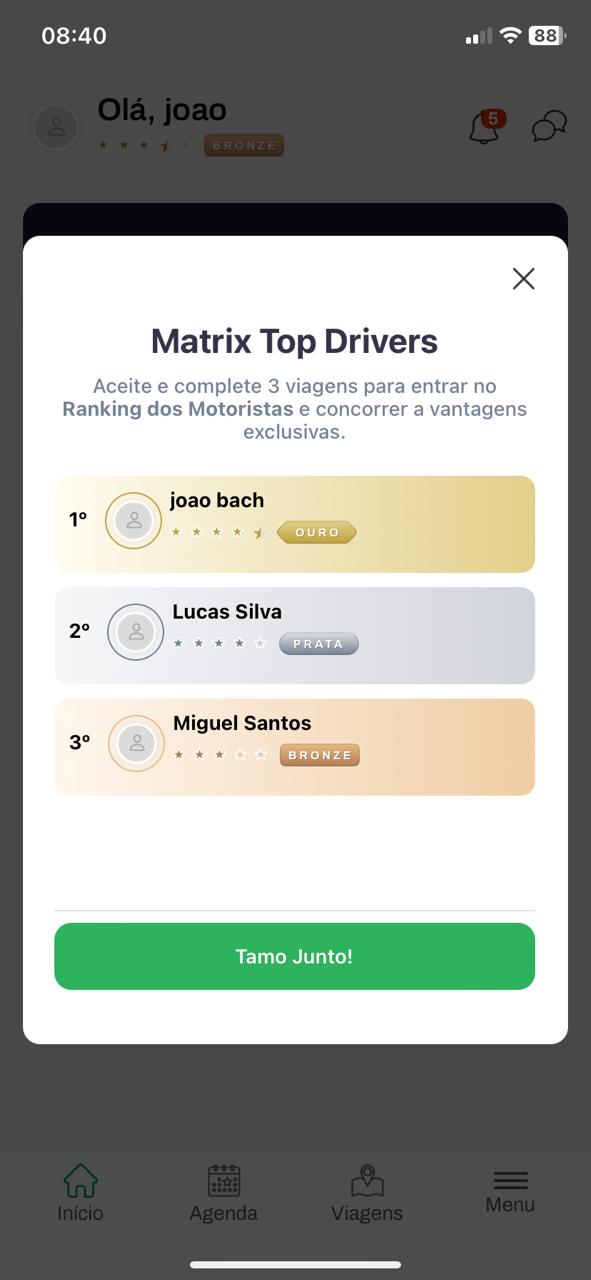 08:40
88
Olá, joao
BRONZE
5
Matrix Top Drivers
Aceite e complete 3 viagens para entrar no
Ranking dos Motoristas e concorrer a vantagens
exclusivas.
1º
joao bach
OURO
2º
Lucas Silva
PRATA
3º
Miguel Santos
BRONZE
Tamo Junto!
Início
Agenda
Viagens
Menu